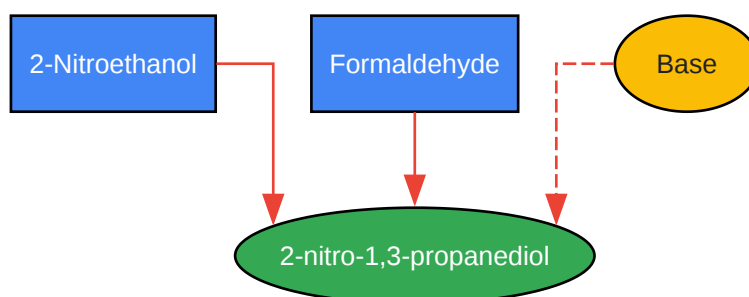 2-Nitroethanol
Formaldehyde
Base
2-nitro-1,3-propanediol